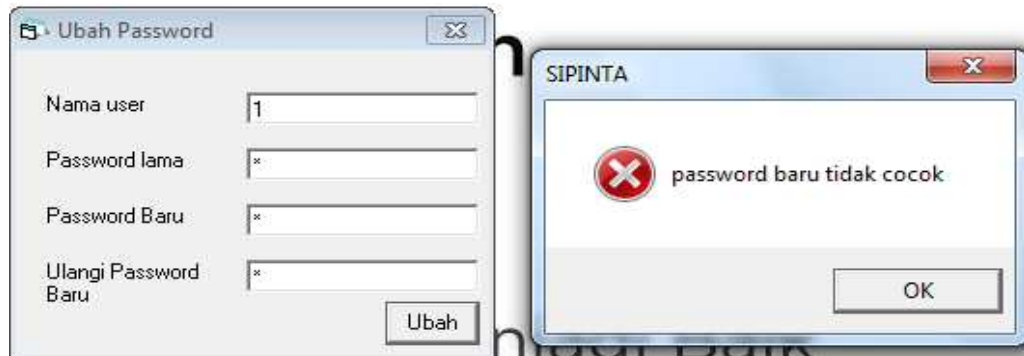 Ubah Password
Nama user
1
Password lama
*
Password Baru
*
Ulangi Password
Baru
*
Ubah
SIPINTA
password baru tidak cocok
OK
Baik